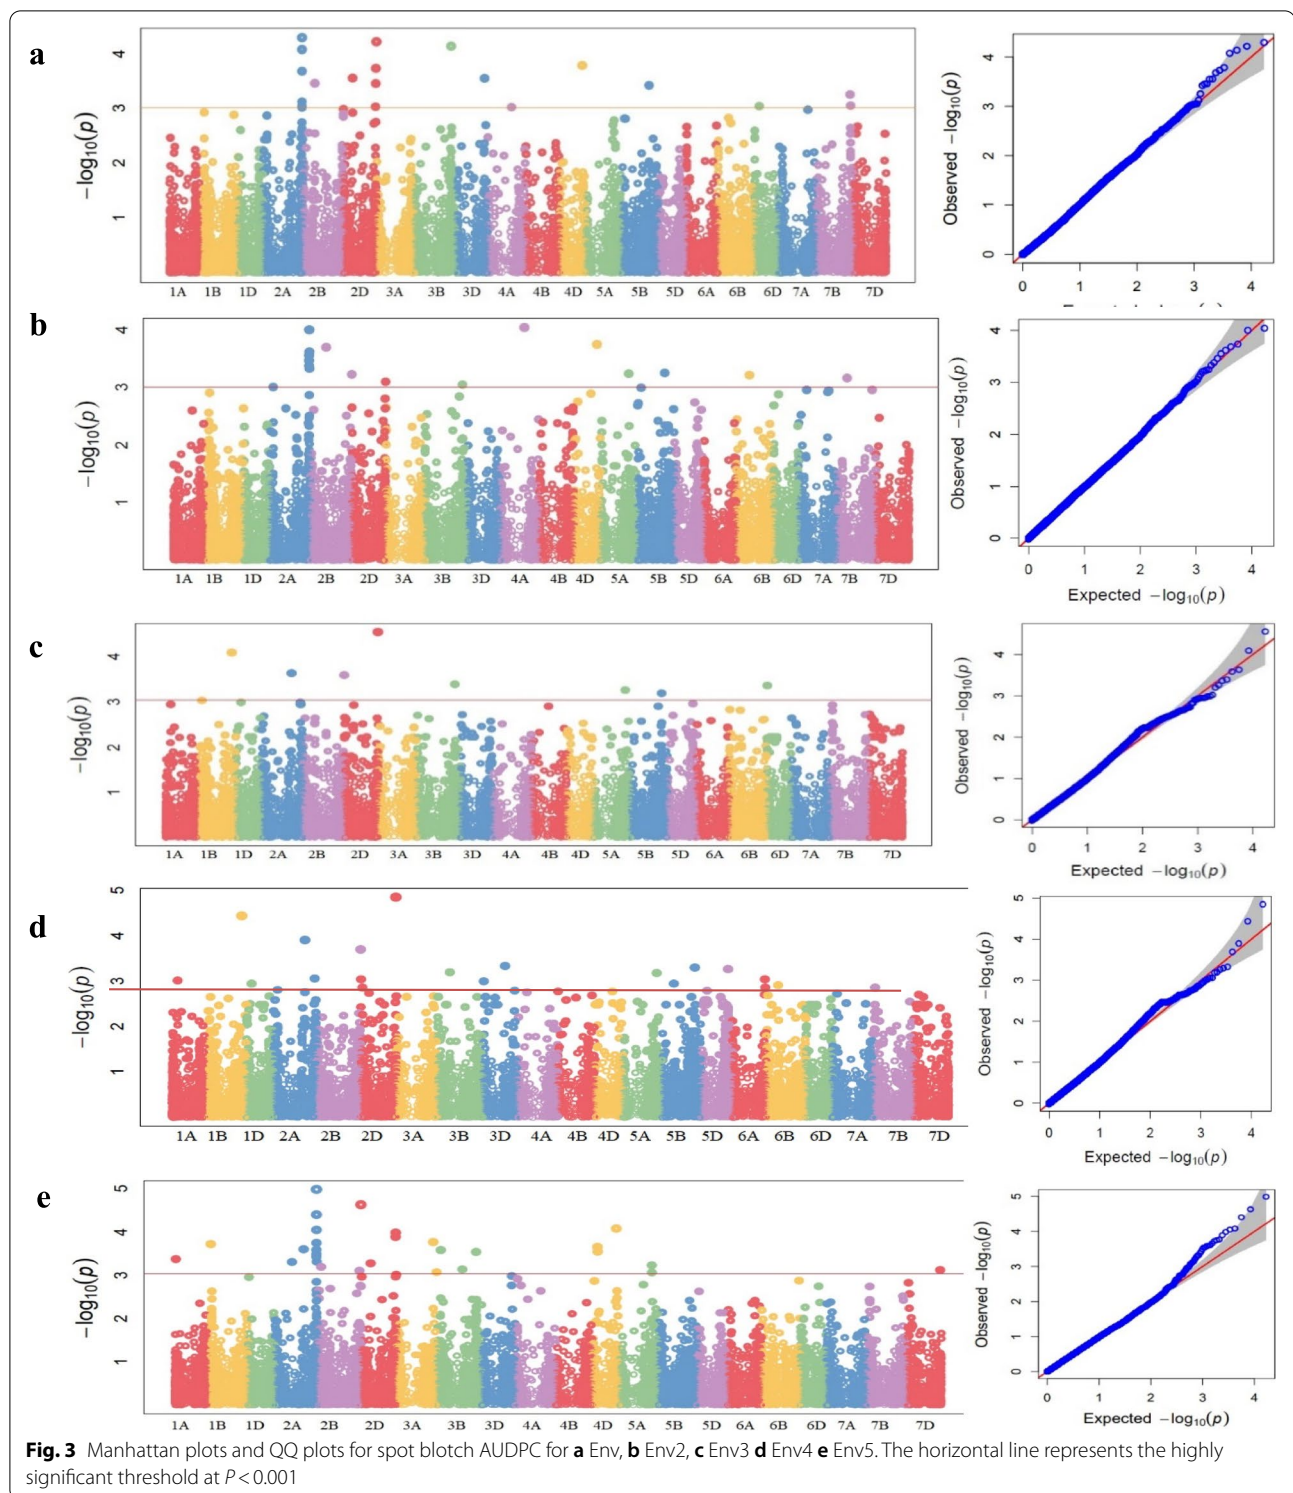 a
−log10(p)
4
3
2
1
1A 1B 1D 2A 2B 2D 3A 3B 3D 4A 4B 4D 5A 5B 5D 6A 6B 6D 7A 7B 7D
Observed −log10(p)
4
3
2
1
0
0 1 2 3 4
b
−log10(p)
4
3
2
1
1A 1B 1D 2A 2B 2D 3A 3B 3D 4A 4B 4D 5A 5B 5D 6A 6B 6D 7A 7B 7D
Observed −log10(p)
4
3
2
1
0
0 1 2 3 4
Expected −log10(p)
c
−log10(p)
4
3
2
1
1A 1B 1D 2A 2B 2D 3A 3B 3D 4A 4B 4D 5A 5B 5D 6A 6B 6D 7A 7B 7D
Observed −log10(p)
4
3
2
1
0
0 1 2 3 4
Expected −log10(p)
d
−log10(p)
5
4
3
2
1
1A 1B 1D 2A 2B 2D 3A 3B 3D 4A 4B 4D 5A 5B 5D 6A 6B 6D 7A 7B 7D
Observed −log10(p)
5
4
3
2
1
0
0 1 2 3 4
Expected −log10(p)
e
−log10(p)
5
4
3
2
1
1A 1B 1D 2A 2B 2D 3A 3B 3D 4A 4B 4D 5A 5B 5D 6A 6B 6D 7A 7B 7D
Observed −log10(p)
5
4
3
2
1
0
0 1 2 3 4
Expected −log10(p)
Fig. 3 Manhattan plots and QQ plots for spot blotch AUDPC for a Env, b Env2, c Env3 d Env4 e Env5. The horizontal line represents the highly
significant threshold at P < 0.001